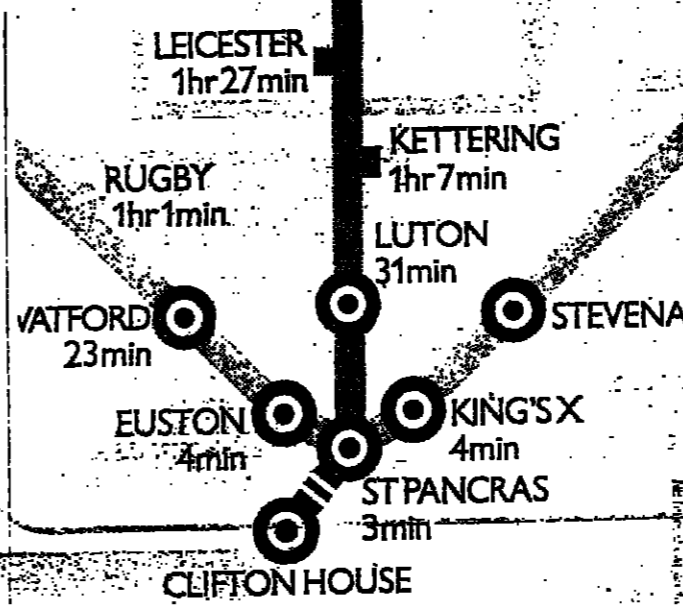 LEICESTER
1hr27min
KETTERING
1hr7min
RUGBY
1hr1min
LUTON
31min
VATFORD
23min
STEVENA
EUSTON
4min
KING'S X
4min
ST PANCRAS
3min
CLIFTON HOUSE